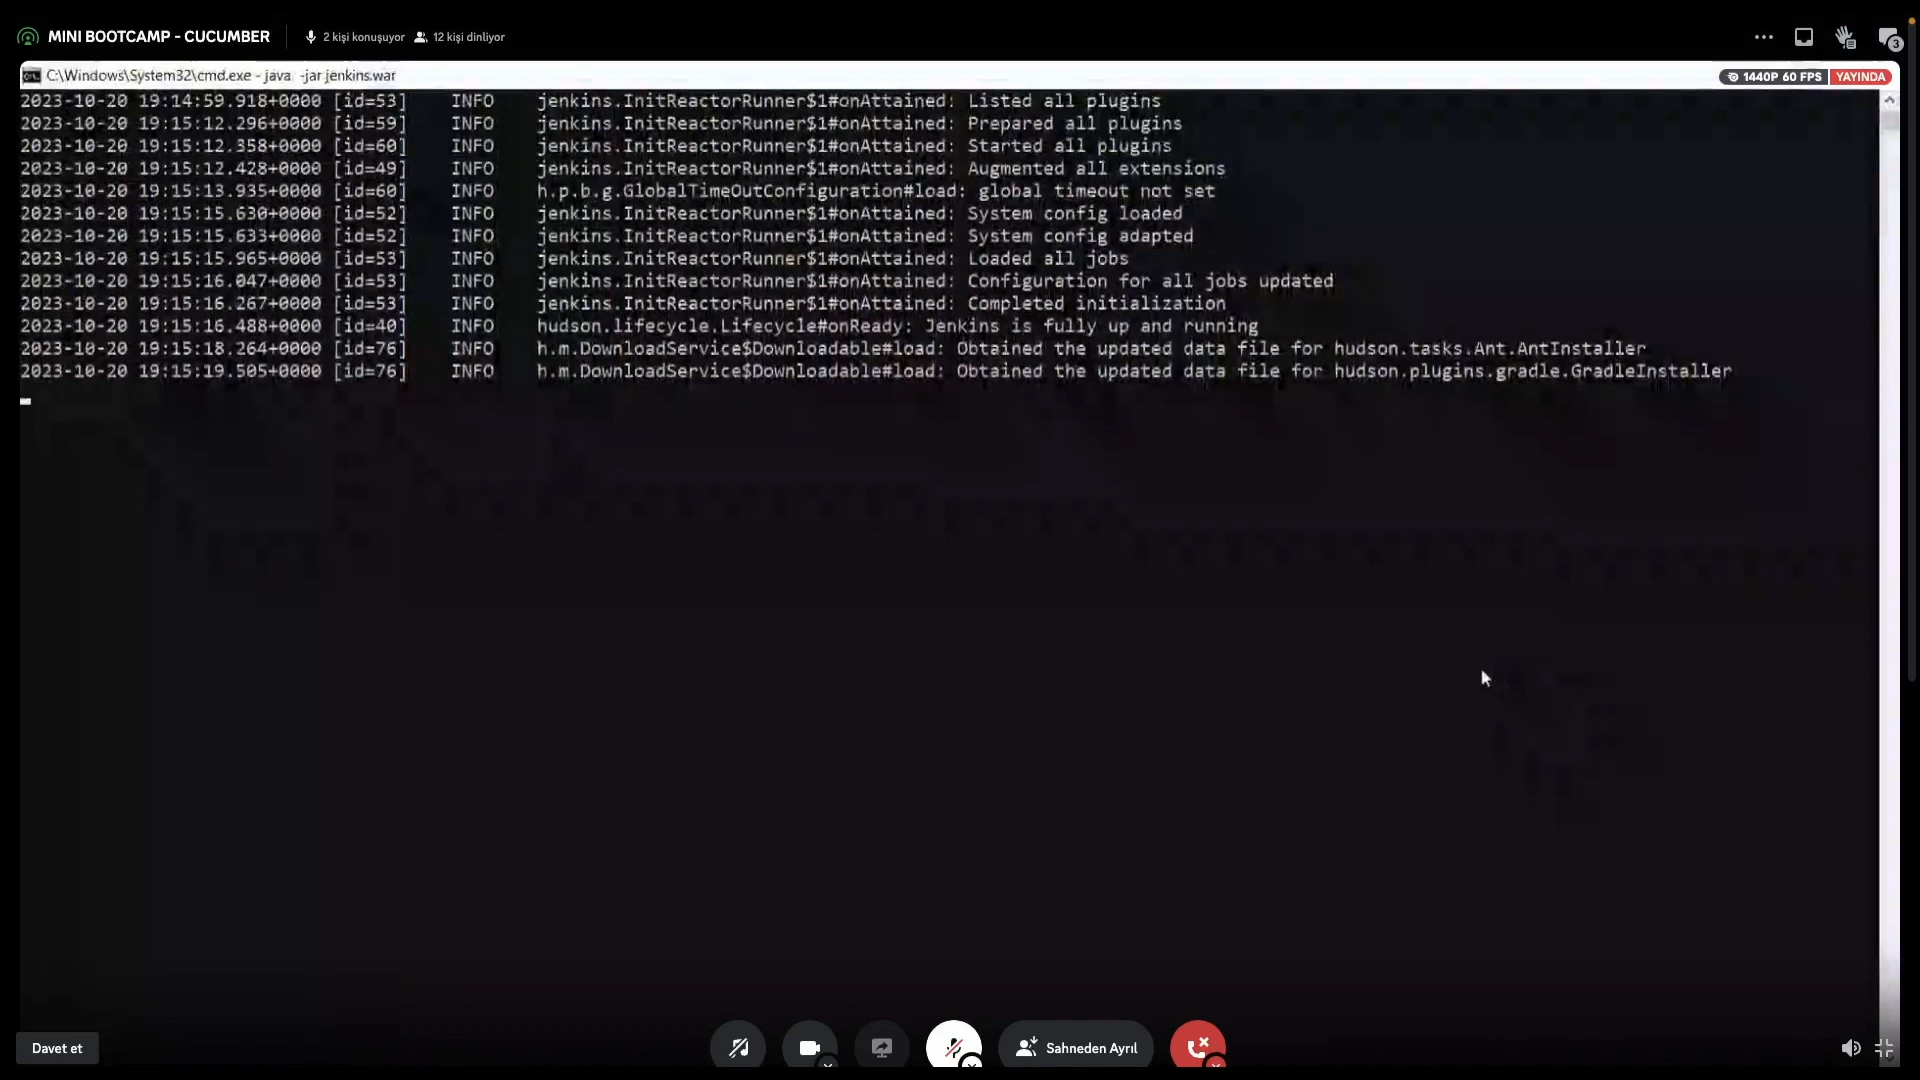 MINI BOOTCAMP - CUCUMBER 2 kişi konuşuyor 12 kişi dinliyor 3
C:\Windows\System32\cmd.exe - java -jar jenkins.war 1440P 60 FPS YAYINDA
2023-10-20 19:14:59.918+0000 [id=53] INFO jenkins.InitReactorRunner$1#onAttained: Listed all plugins
2023-10-20 19:15:12.296+0000 [id=59] INFO jenkins.InitReactorRunner$1#onAttained: Prepared all plugins
2023-10-20 19:15:12.358+0000 [id=60] INFO jenkins.InitReactorRunner$1#onAttained: Started all plugins
2023-10-20 19:15:12.428+0000 [id=49] INFO jenkins.InitReactorRunner$1#onAttained: Augmented all extensions
2023-10-20 19:15:13.935+0000 [id=60] INFO h.p.b.g.GlobalTimeOutConfiguration#load: global timeout not set
2023-10-20 19:15:15.630+0000 [id=52] INFO jenkins.InitReactorRunner$1#onAttained: System config loaded
2023-10-20 19:15:15.633+0000 [id=52] INFO jenkins.InitReactorRunner$1#onAttained: System config adapted
2023-10-20 19:15:15.965+0000 [id=53] INFO jenkins.InitReactorRunner$1#onAttained: Loaded all jobs
2023-10-20 19:15:16.047+0000 [id=53] INFO jenkins.InitReactorRunner$1#onAttained: Configuration for all jobs updated
2023-10-20 19:15:16.267+0000 [id=53] INFO jenkins.InitReactorRunner$1#onAttained: Completed initialization
2023-10-20 19:15:16.488+0000 [id=40] INFO hudson.lifecycle.Lifecycle#onReady: Jenkins is fully up and running
2023-10-20 19:15:18.264+0000 [id=76] INFO h.m.DownloadService$Downloadable#load: Obtained the updated data file for hudson.tasks.Ant.AntInstaller
2023-10-20 19:15:19.505+0000 [id=76] INFO h.m.DownloadService$Downloadable#load: Obtained the updated data file for hudson.plugins.gradle.GradleInstaller
Davet et Sahneden Ayrıl